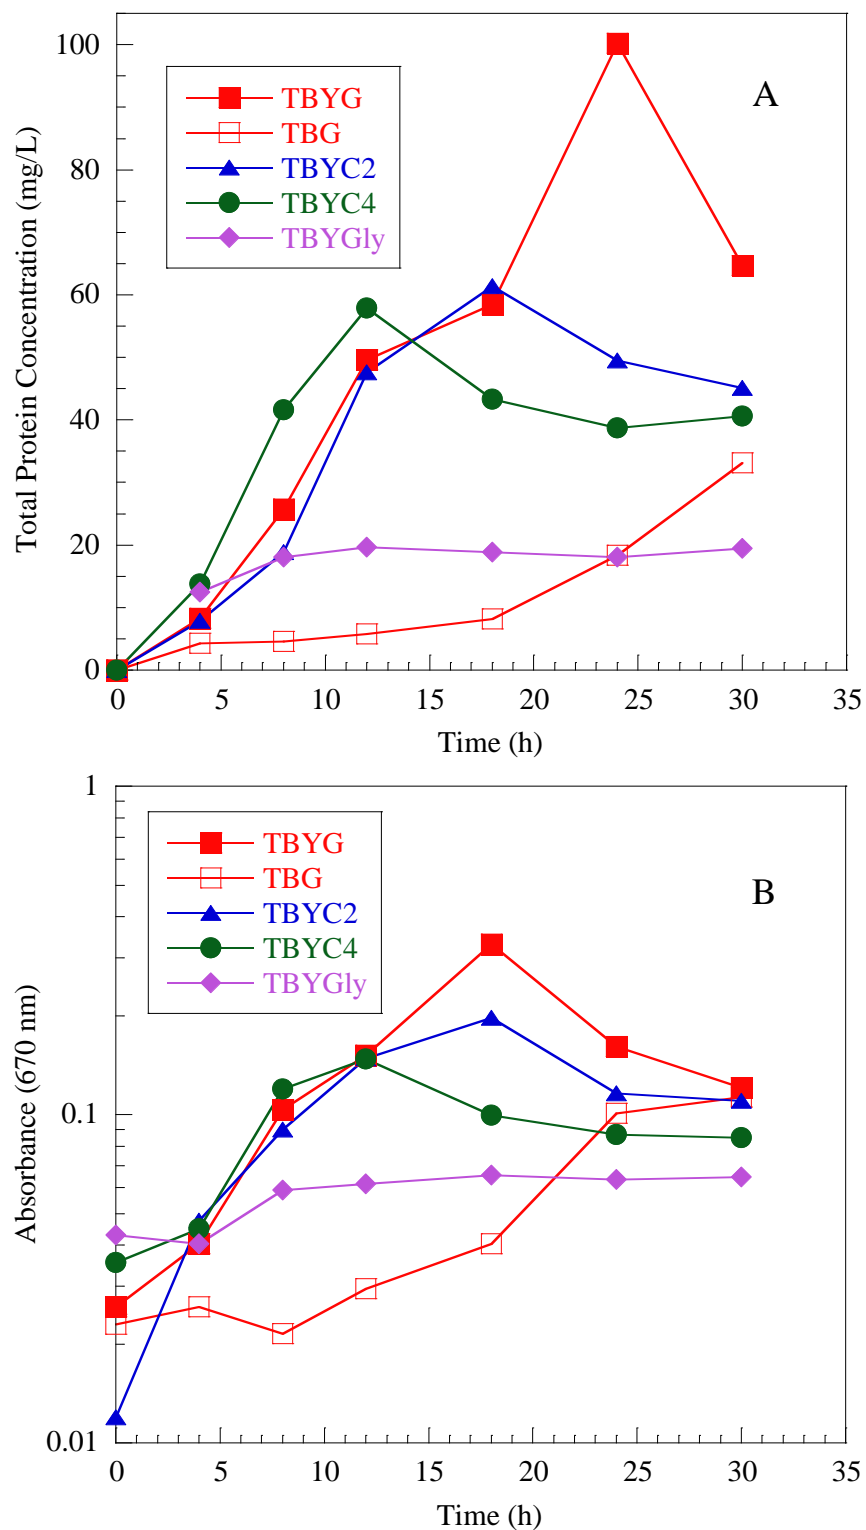 100
80
60
40
20
0
Total Protein Concentration (mg/L)
TBYG
TBG
TBYC2
TBYC4
TBYGly
A
0 5 10 15 20 25 30 35
Time (h)
1
0.1
0.01
Absorbance (670 nm)
TBYG
TBG
TBYC2
TBYC4
TBYGly
B
0 5 10 15 20 25 30 35
Time (h)